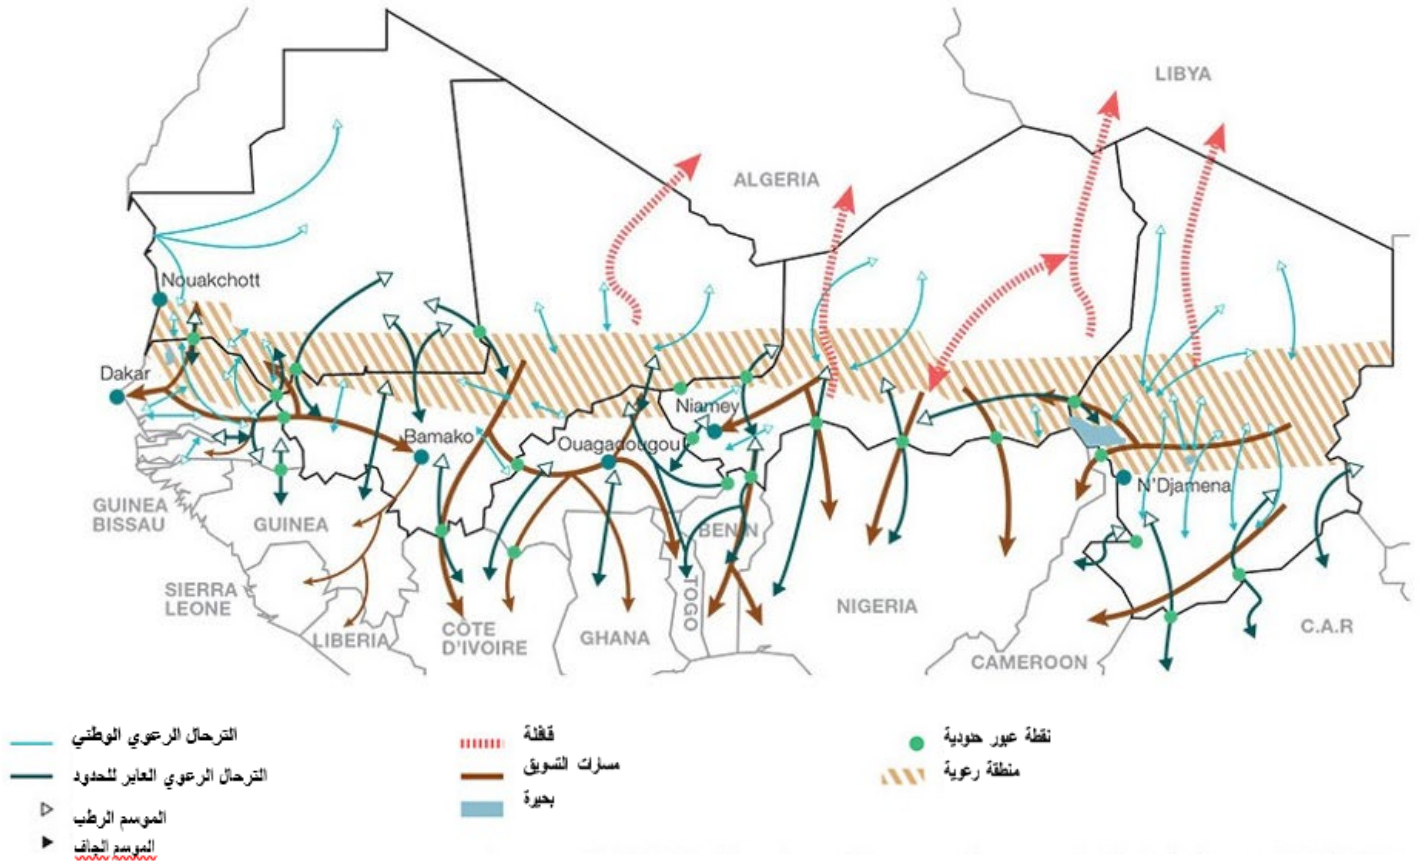 LIBYA
ALGERIA
Nouakchott
Dakar
Niamey
Bamako
Ouagadougou
N'Djamena
GUINEA
BISSAU
GUINEA
BENIN
SIERRA
LEONE
TOGO
NIGERIA
LIBERIA
CÔTE
D'IVOIRE
GHANA
C.A.R
CAMEROON
الترحال الرعوي الوطني
الترحال الرعوي العابر للحدود
الموسم الرطب
الموسم الجاف
قافلة
مسارات التسويق
بحيرة
نقطة عبور حدودية
منطقة رعوية